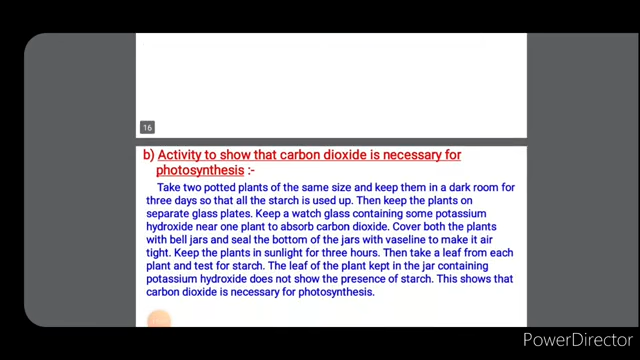 16
b) Activity to show that carbon dioxide is necessary for
photosynthesis :-
Take two potted plants of the same size and keep them in a dark room for
three days so that all the starch is used up. Then keep the plants on
separate glass plates. Keep a watch glass containing some potassium
hydroxide near one plant to absorb carbon dioxide. Cover both the plants
with bell jars and seal the bottom of the jars with vaseline to make it air
tight. Keep the plants in sunlight for three hours. Then take a leaf from each
plant and test for starch. The leaf of the plant kept in the jar containing
potassium hydroxide does not show the presence of starch. This shows that
carbon dioxide is necessary for photosynthesis.
PowerDirector